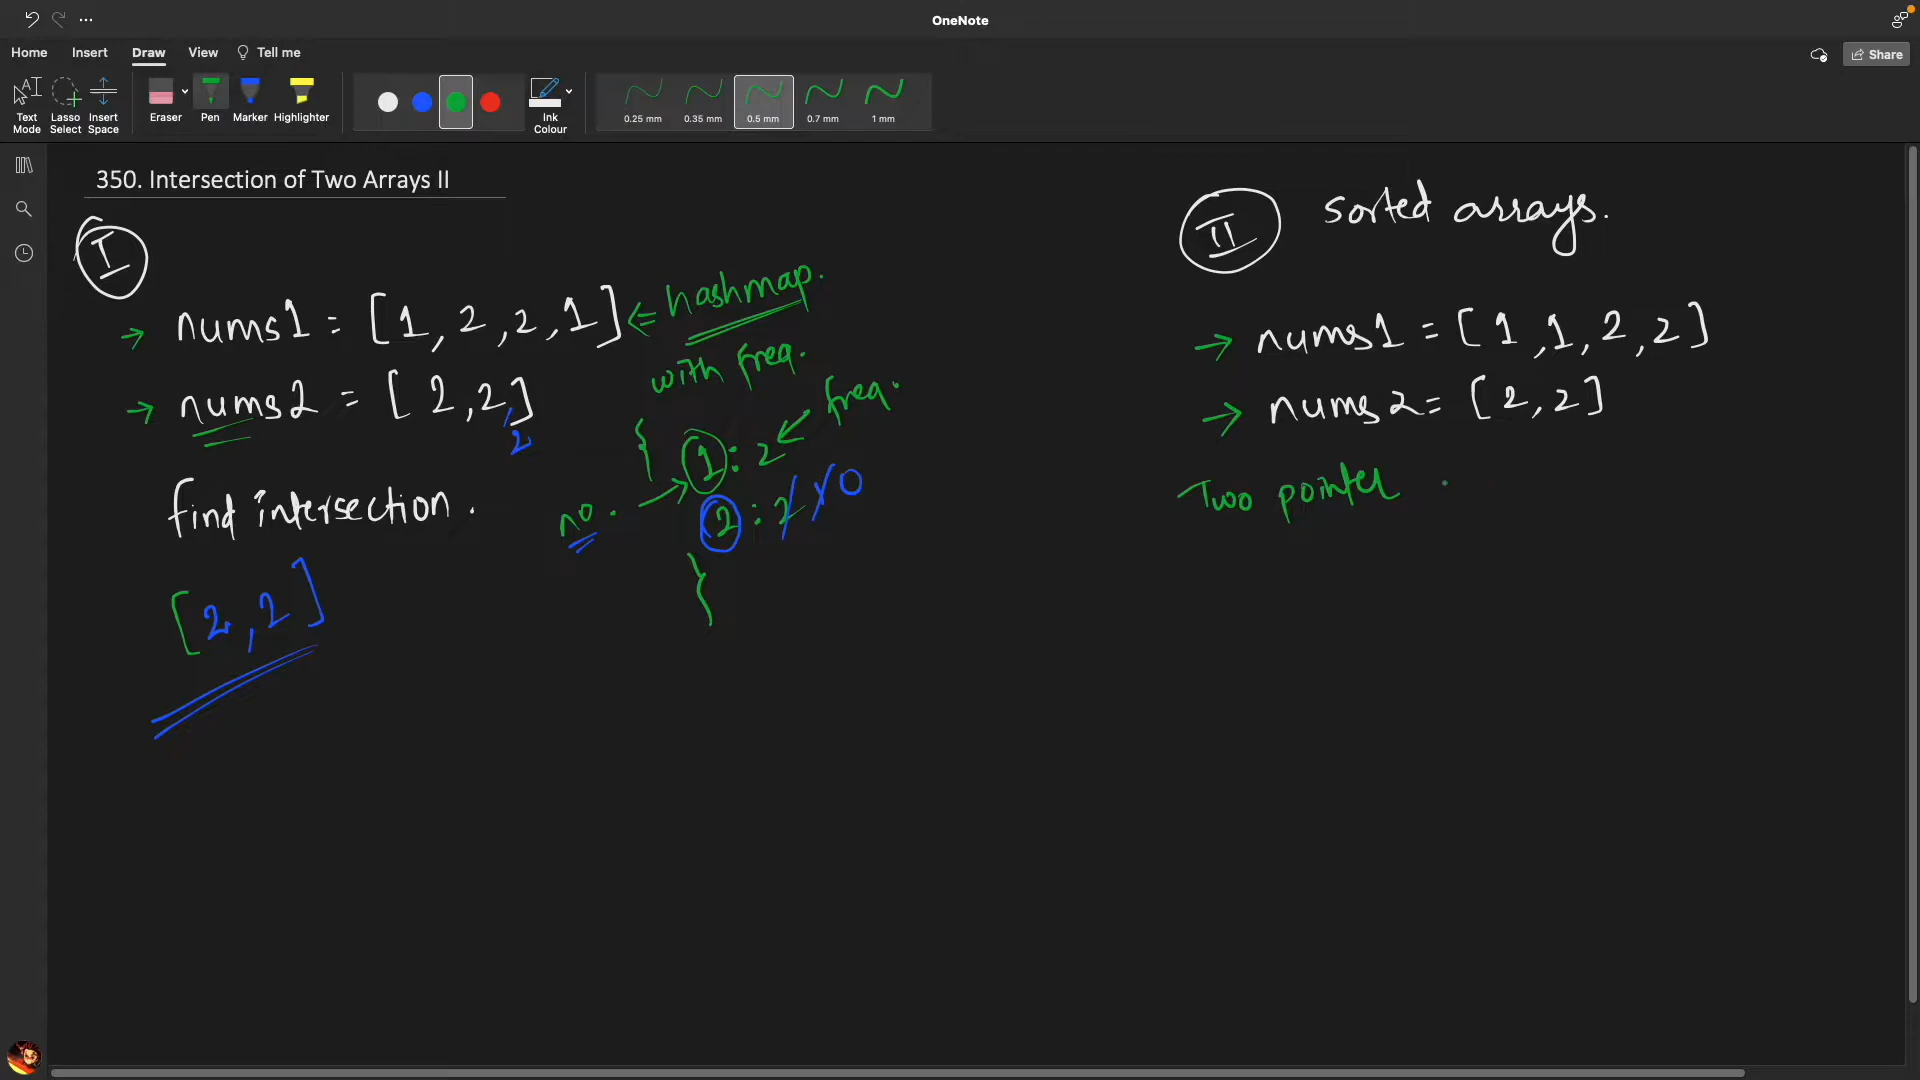 OneNote
Home Insert Draw View Tell me
Share
Text Mode
Lasso Select
Insert Space
Eraser
Pen
Marker
Highlighter
Ink Colour
0.25 mm
0.35 mm
0.5 mm
0.7 mm
1 mm
350. Intersection of Two Arrays II
I
nums1 = [1, 2, 2, 1] ⇐ hashmap.
with freq.
→ nums2 = [2,2]
2
{
1 : 2 ← freq.
no. → 2 : 2 1 0
}
find intersection.
[2, 2]
II sorted arrays.
→ nums1 = [1, 1, 2, 2]
→ nums2 = [2, 2]
Two pointer